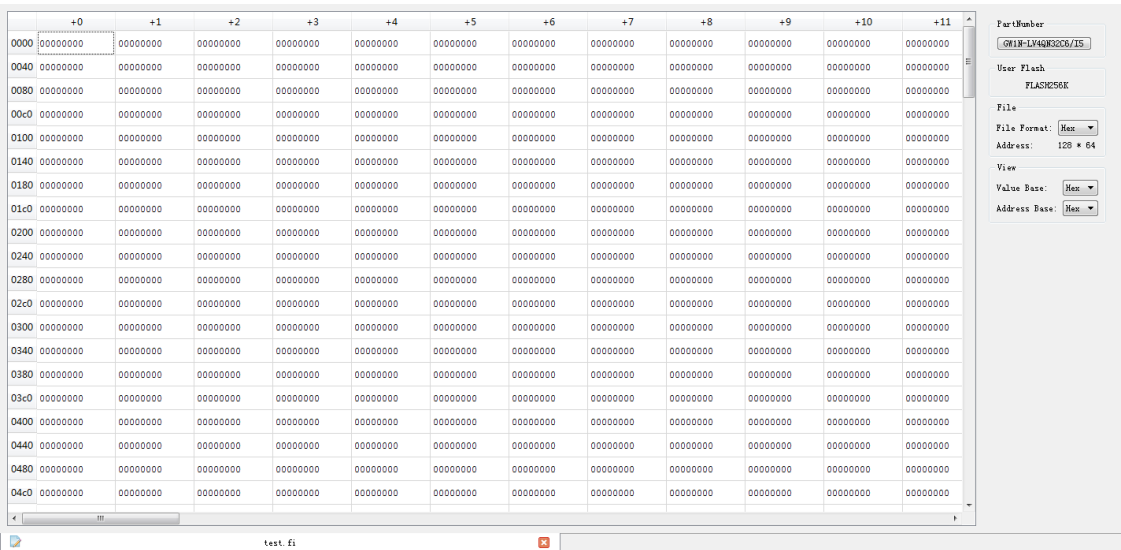 +0 +1 +2 +3 +4 +5 +6 +7 +8 +9 +10 +11
0000 00000000 00000000 00000000 00000000 00000000 00000000 00000000 00000000 00000000 00000000 00000000 00000000
0040 00000000 00000000 00000000 00000000 00000000 00000000 00000000 00000000 00000000 00000000 00000000 00000000
0080 00000000 00000000 00000000 00000000 00000000 00000000 00000000 00000000 00000000 00000000 00000000 00000000
00c0 00000000 00000000 00000000 00000000 00000000 00000000 00000000 00000000 00000000 00000000 00000000 00000000
0100 00000000 00000000 00000000 00000000 00000000 00000000 00000000 00000000 00000000 00000000 00000000 00000000
0140 00000000 00000000 00000000 00000000 00000000 00000000 00000000 00000000 00000000 00000000 00000000 00000000
0180 00000000 00000000 00000000 00000000 00000000 00000000 00000000 00000000 00000000 00000000 00000000 00000000
01c0 00000000 00000000 00000000 00000000 00000000 00000000 00000000 00000000 00000000 00000000 00000000 00000000
0200 00000000 00000000 00000000 00000000 00000000 00000000 00000000 00000000 00000000 00000000 00000000 00000000
0240 00000000 00000000 00000000 00000000 00000000 00000000 00000000 00000000 00000000 00000000 00000000 00000000
0280 00000000 00000000 00000000 00000000 00000000 00000000 00000000 00000000 00000000 00000000 00000000 00000000
02c0 00000000 00000000 00000000 00000000 00000000 00000000 00000000 00000000 00000000 00000000 00000000 00000000
0300 00000000 00000000 00000000 00000000 00000000 00000000 00000000 00000000 00000000 00000000 00000000 00000000
0340 00000000 00000000 00000000 00000000 00000000 00000000 00000000 00000000 00000000 00000000 00000000 00000000
0380 00000000 00000000 00000000 00000000 00000000 00000000 00000000 00000000 00000000 00000000 00000000 00000000
03c0 00000000 00000000 00000000 00000000 00000000 00000000 00000000 00000000 00000000 00000000 00000000 00000000
0400 00000000 00000000 00000000 00000000 00000000 00000000 00000000 00000000 00000000 00000000 00000000 00000000
0440 00000000 00000000 00000000 00000000 00000000 00000000 00000000 00000000 00000000 00000000 00000000 00000000
0480 00000000 00000000 00000000 00000000 00000000 00000000 00000000 00000000 00000000 00000000 00000000 00000000
04c0 00000000 00000000 00000000 00000000 00000000 00000000 00000000 00000000 00000000 00000000 00000000 00000000
PartNumber
GW1N-LV4QN32C6/I5
User Flash
FLASH256K
File
File Format: Hex
Address: 128 * 64
View
Value Base: Hex
Address Base: Hex
test.fi